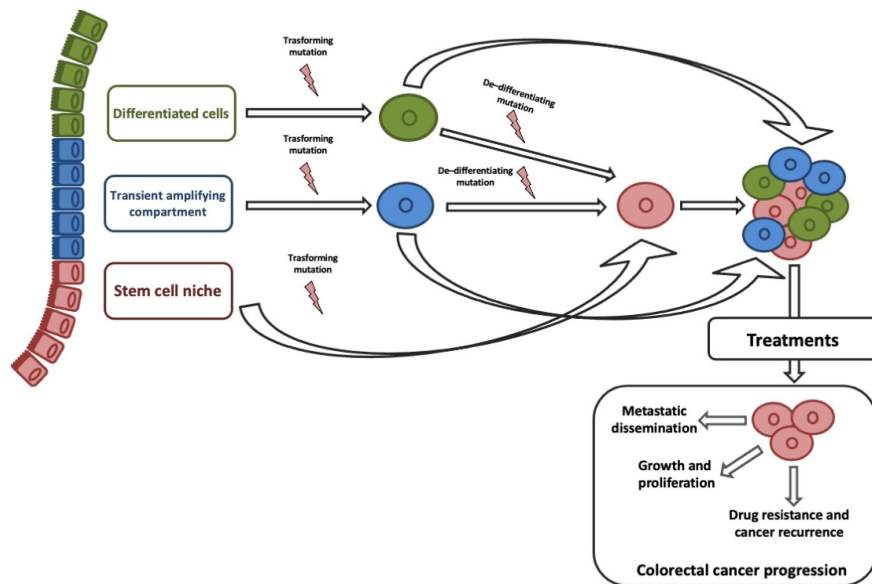 Trasforming
mutation
Differentiated cells
De-differentiating
mutation
Trasforming
mutation
Transient amplifying
compartment
De-differentiating
mutation
Trasforming
mutation
Stem cell niche
Treatments
Metastatic
dissemination
Growth and
proliferation
Drug resistance and
cancer recurrence
Colorectal cancer progression